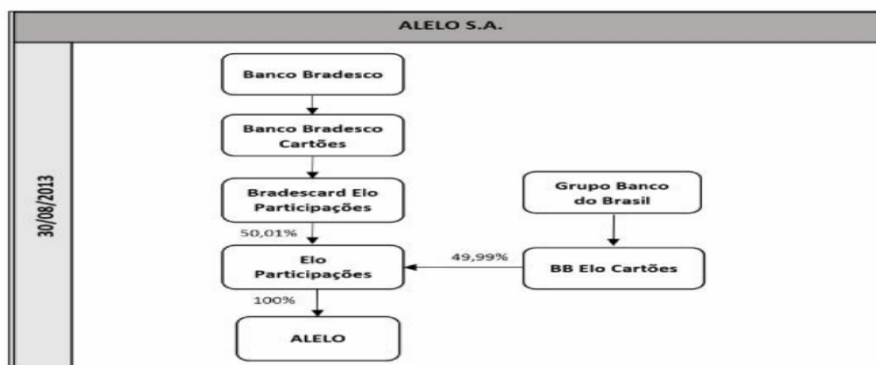 ALELO S.A.
30/08/2013
Banco Bradesco
Banco Bradesco
Cartões
Bradescard Elo
Participações
Grupo Banco
do Brasil
50,01%
Elo
Participações
49,99%
BB Elo Cartões
100%
ALELO